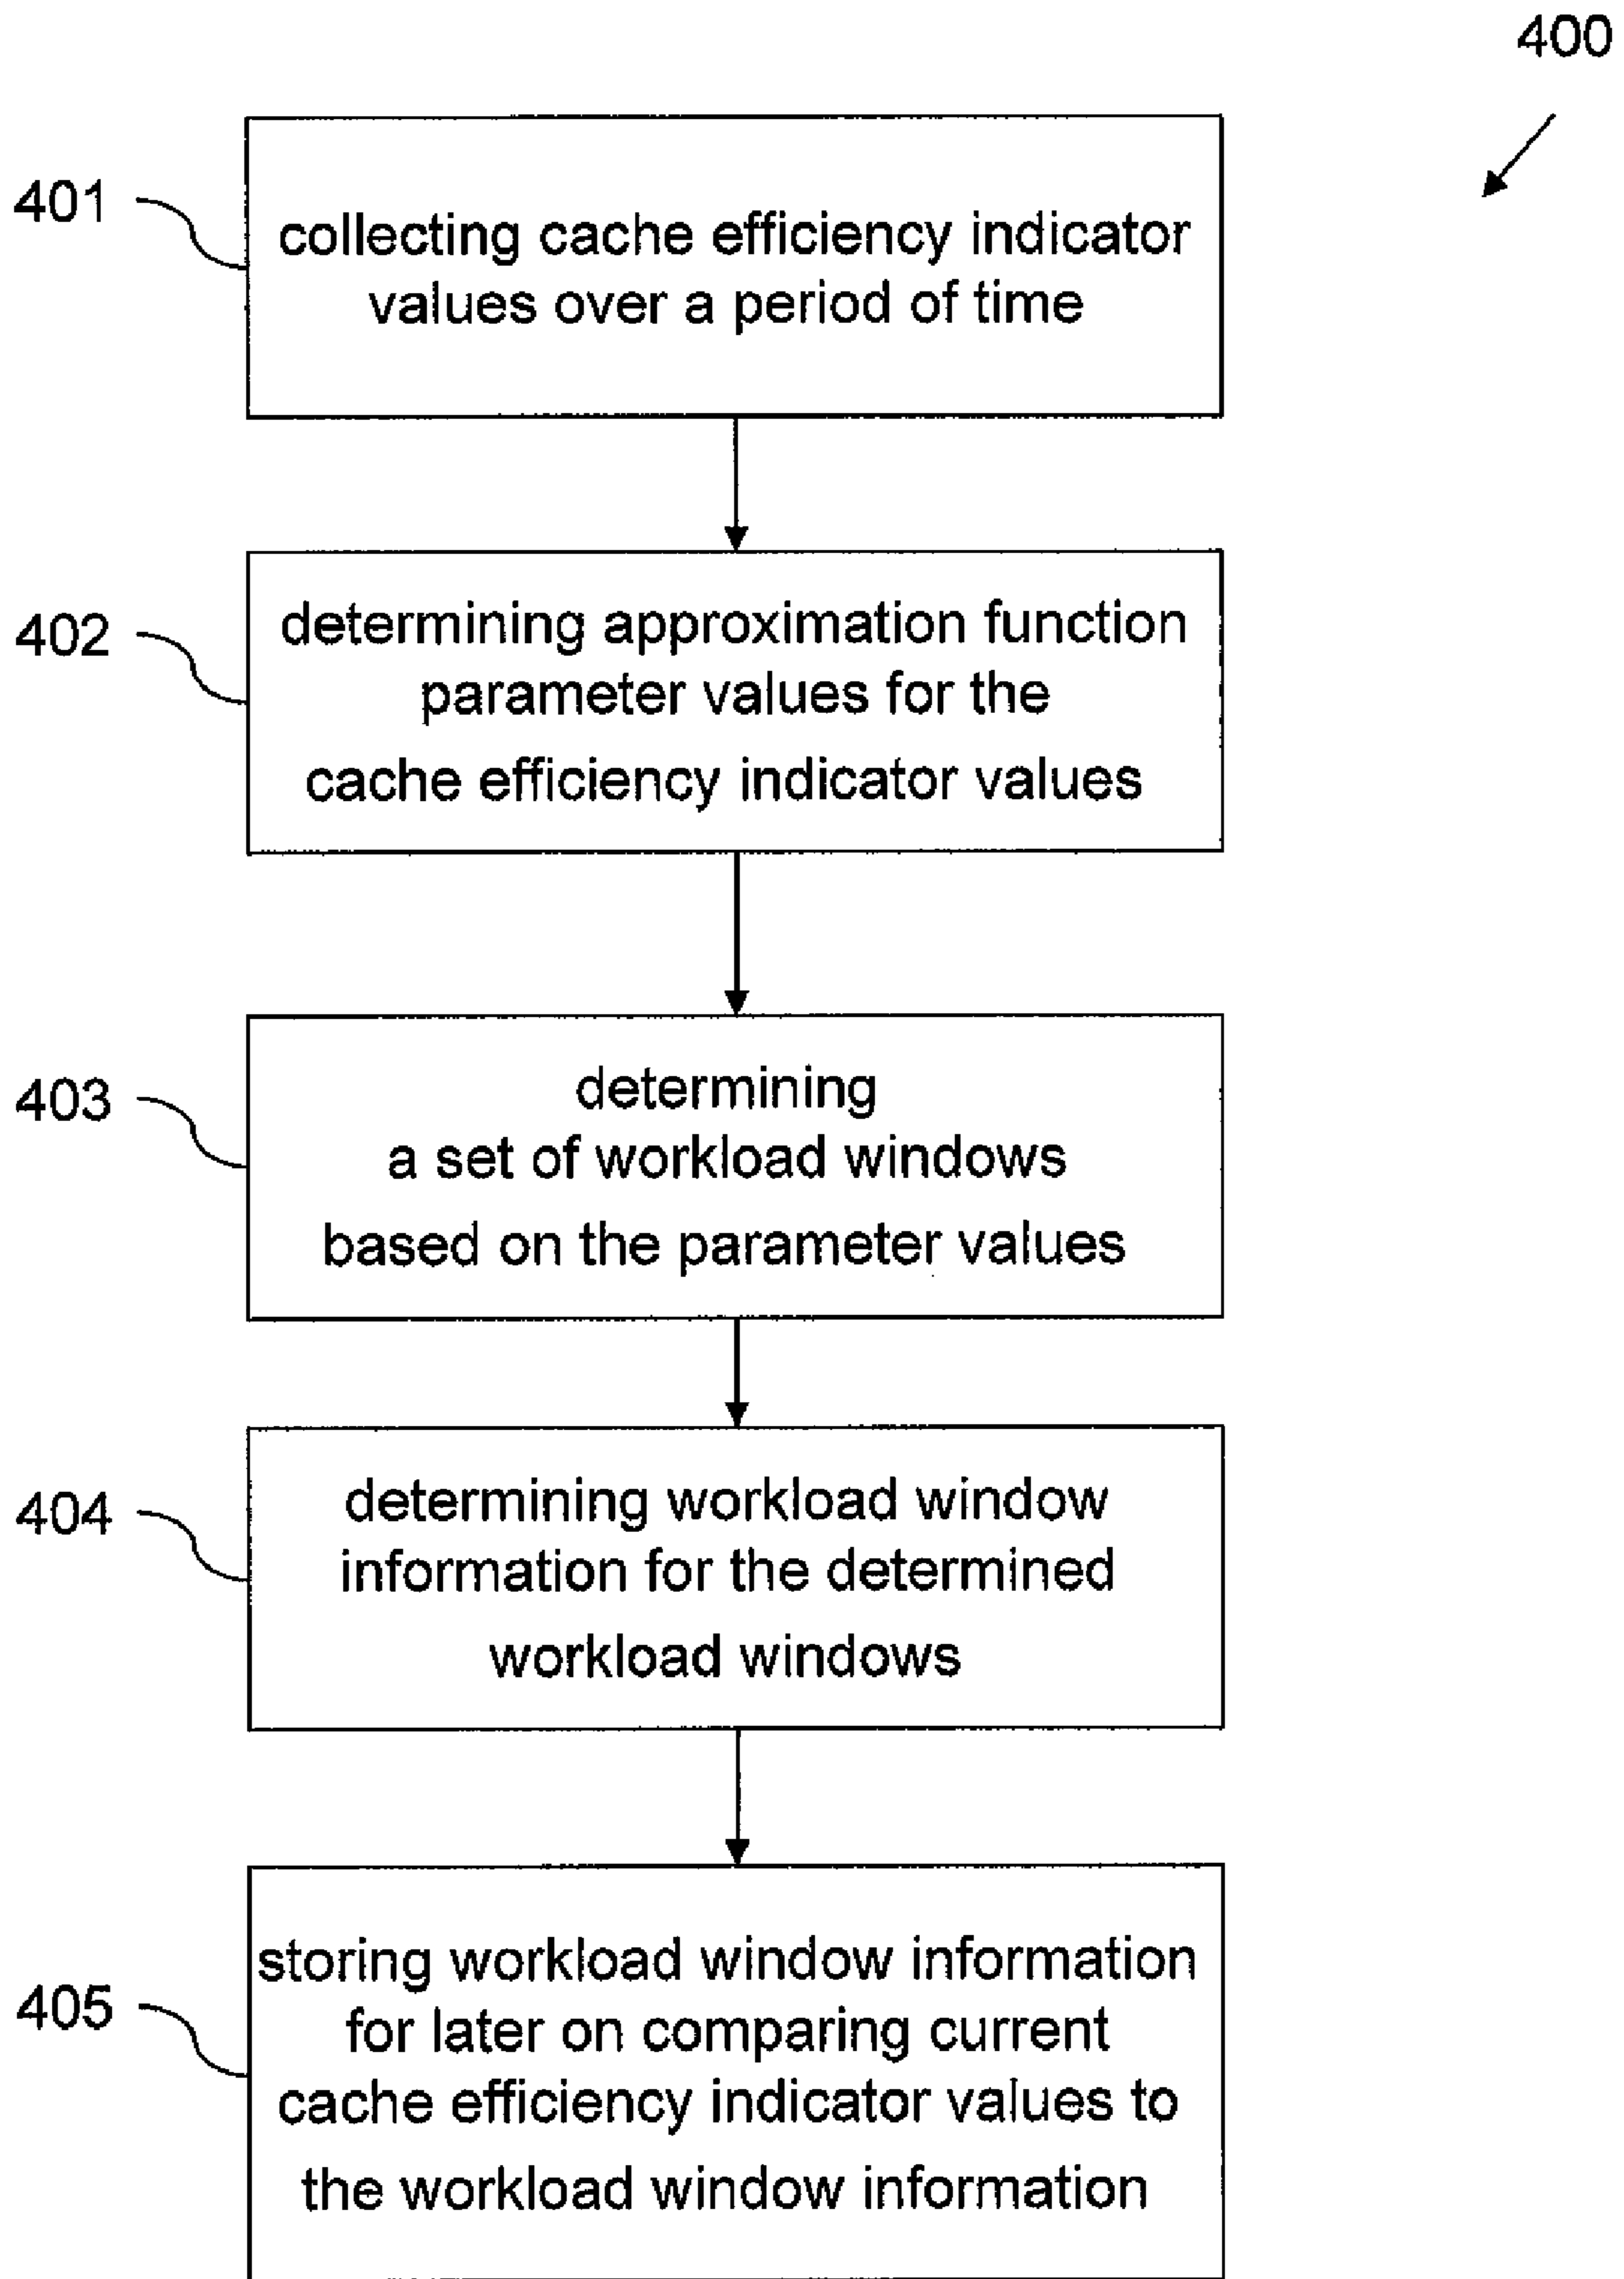 400
401
collecting cache efficiency indicator
values over a period of time
402
determining approximation function
parameter values for the
cache efficiency indicator values
403
determining
a set of workload windows
based on the parameter values
404
determining workload window
information for the determined
workload windows
405
storing workload window information
for later on comparing current
cache efficiency indicator values to
the workload window information